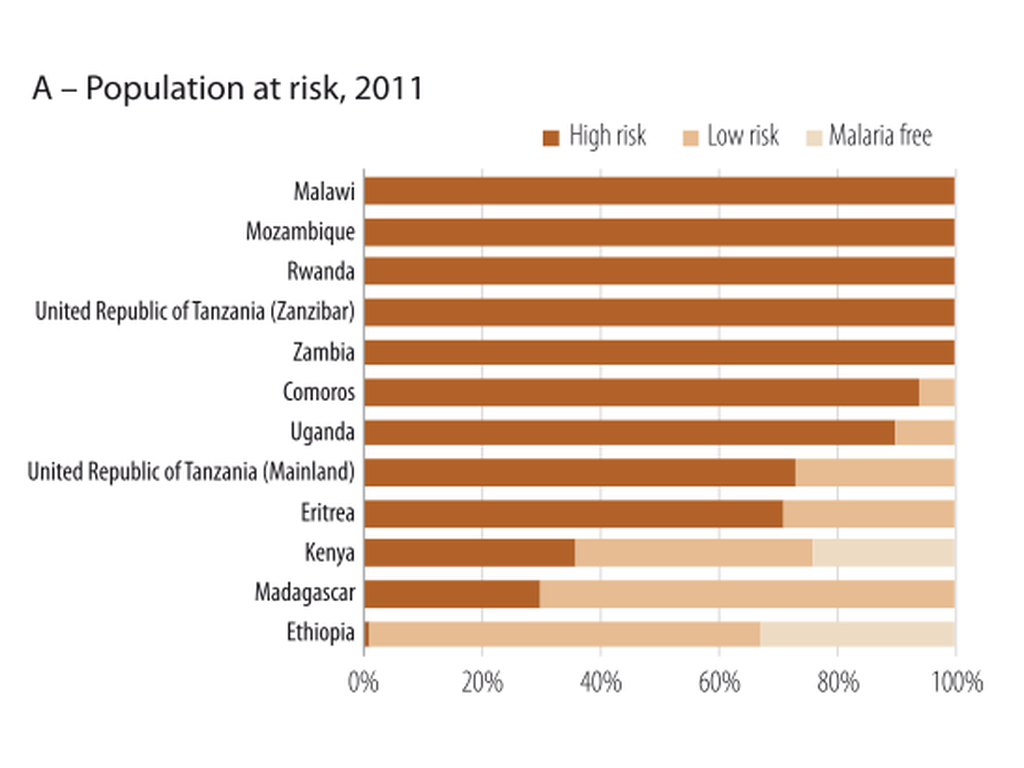 A – Population at risk, 2011
High risk Low risk Malaria free
Malawi
Mozambique
Rwanda
United Republic of Tanzania (Zanzibar)
Zambia
Comoros
Uganda
United Republic of Tanzania (Mainland)
Eritrea
Kenya
Madagascar
Ethiopia
0% 20% 40% 60% 80% 100%